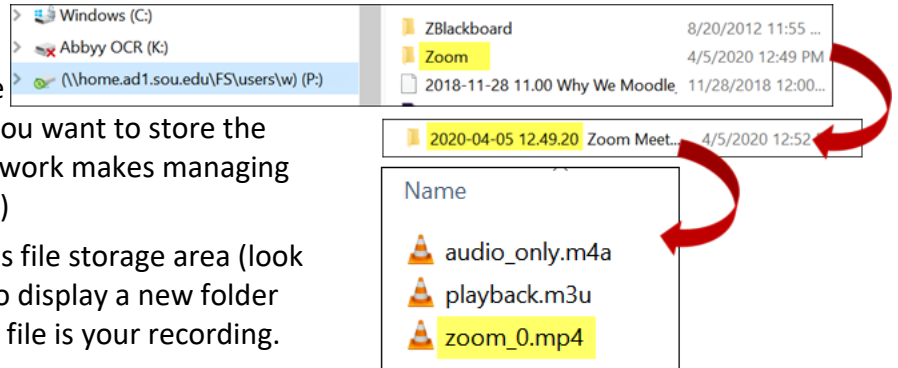 Windows (C:)
Abbyy OCR (K:)
(\\home.ad1.sou.edu\FS\users\w) (P:)
ZBlackboard 8/20/2012 11:55 ...
Zoom 4/5/2020 12:49 PM
2018-11-28 11.00 Why We Moodle 11/28/2018 12:00...
e
ou want to store the
work makes managing
)
s file storage area (look
o display a new folder
file is your recording.
2020-04-05 12.49.20 Zoom Meet... 4/5/2020 12:52
Name
audio_only.m4a
playback.m3u
zoom_0.mp4